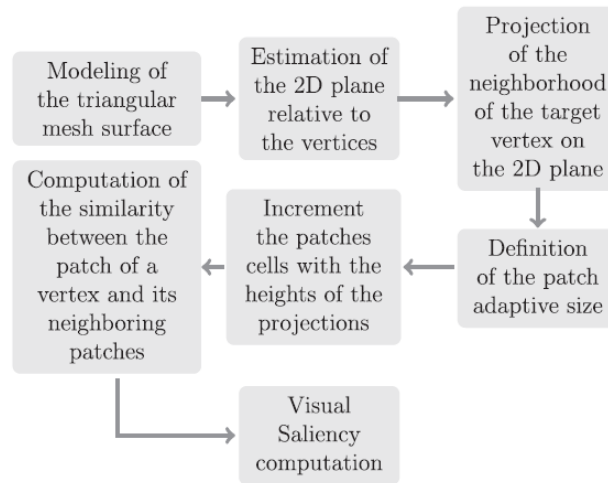 Modeling of
the triangular
mesh surface
Estimation of
the 2D plane
relative to
the vertices
Projection
of the
neighborhood
of the target
vertex on
the 2D plane
Definition
of the patch
adaptive size
Increment
the patches
cells with the
heights of the
projections
Computation of
the similarity
between the
patch of a
vertex and its
neighboring
patches
Visual
Saliency
computation